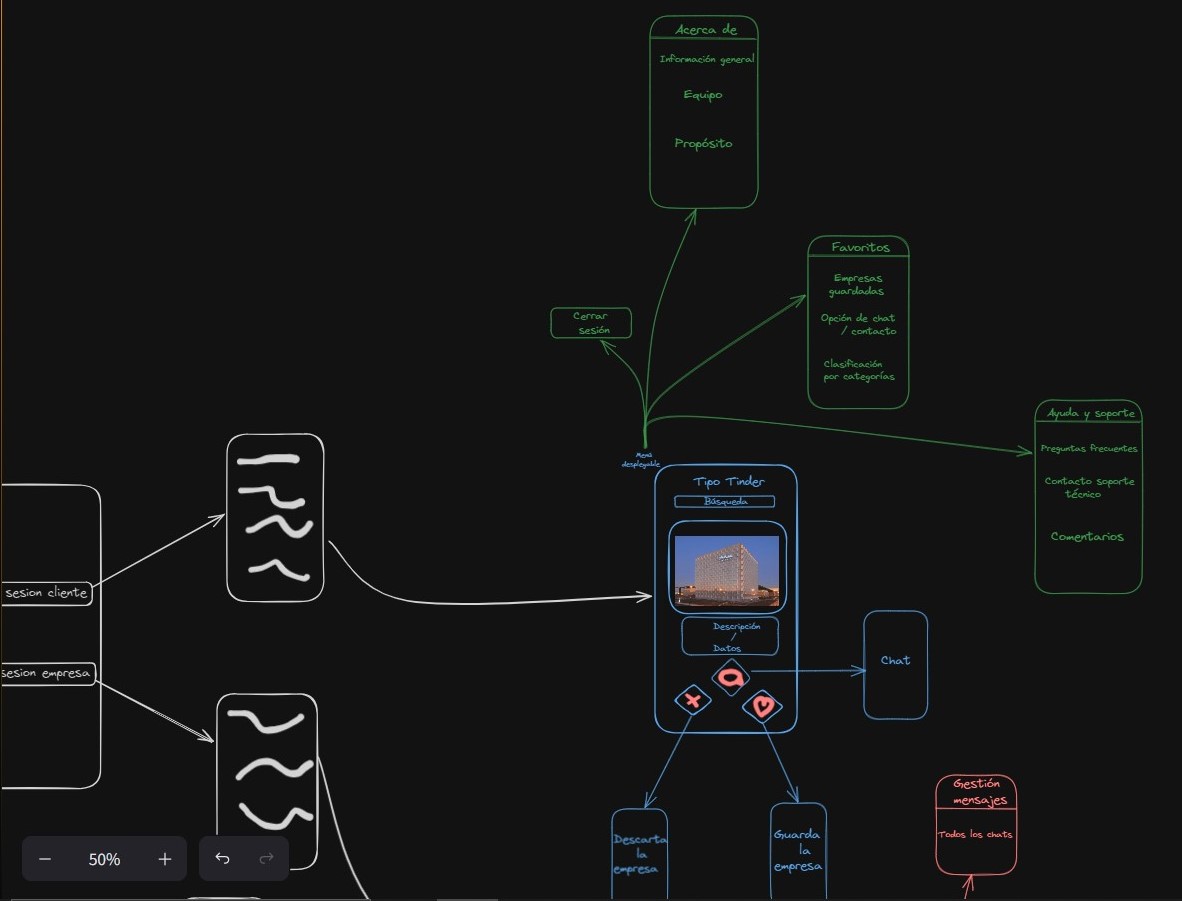 Acerca de
Información general
Equipo
Propósito
Favoritos
Empresas
guardadas
Opción de chat
/ contacto
Clasificación
por categorías
Cerrar
sesión
Ayuda y soporte
Preguntas frecuentes
Contacto soporte
técnico
Comentarios
Menú
desplegable
Tipo Tinder
Búsqueda
Descripción
/
Datos
Chat
sesion cliente
sesion empresa
Descarta
la
empresa
Guarda
la
empresa
Gestión
mensajes
Todos los chats
50%